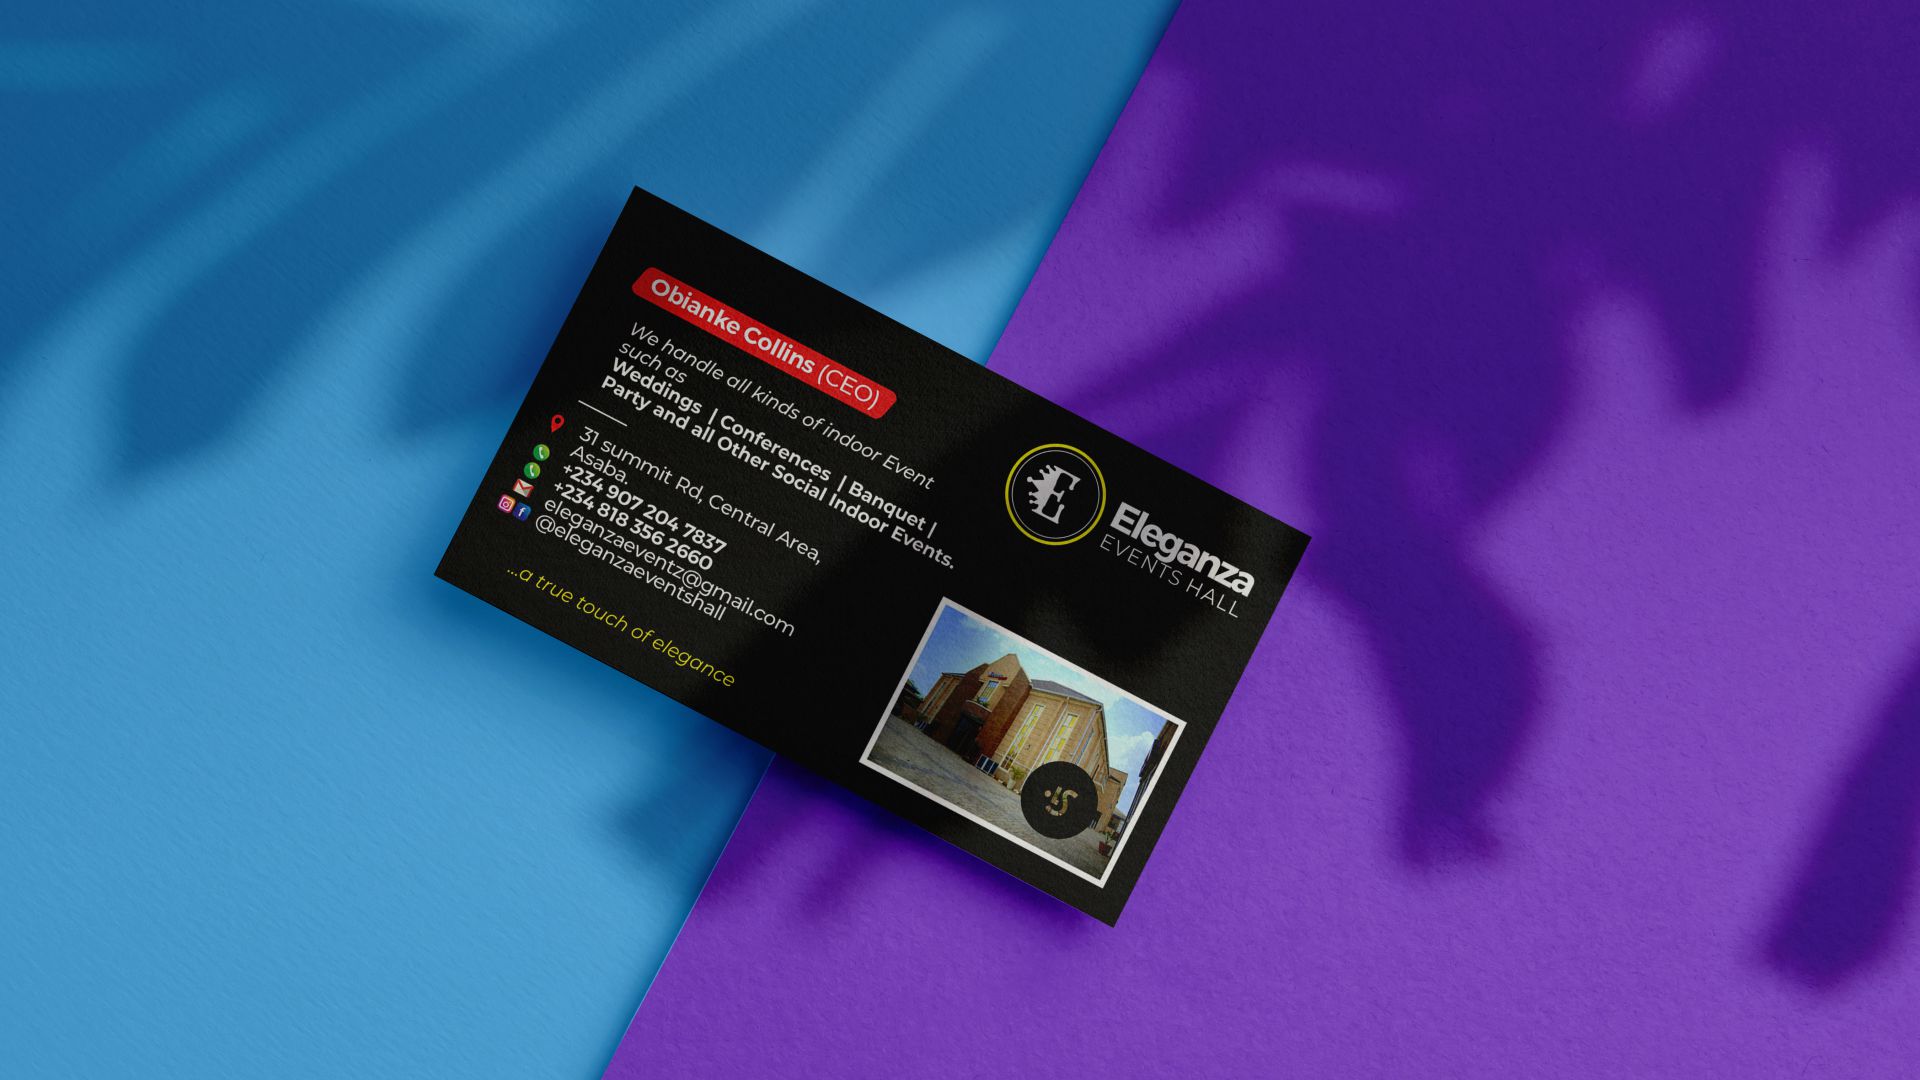 Obianke Collins (CEO)
We handle all kinds of indoor Event
such as
Weddings | Conferences | Banquet |
Party and all Other Social Indoor Events.
31 summit Rd, Central Area,
Asaba.
+234 907 204 7837
+234 818 356 2660
eleganzaeventz@gmail.com
@eleganzaeventshall
...a true touch of elegance
E
Eleganza
EVENTS HALL